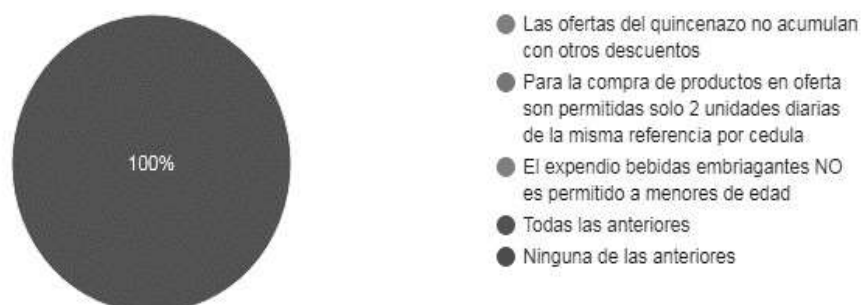 100%
Las ofertas del quincenazo no acumulan
con otros descuentos
Para la compra de productos en oferta
son permitidas solo 2 unidades diarias
de la misma referencia por cedula
El expendio bebidas embriagantes NO
es permitido a menores de edad
Todas las anteriores
Ninguna de las anteriores